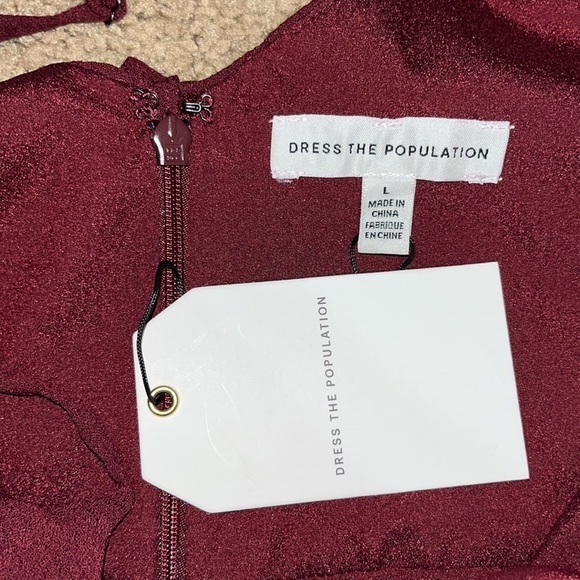 DRESS THE POPULATION
L
MADE IN
CHINA
FABRIQUE
EN CHINE
DRESS THE POPULATION